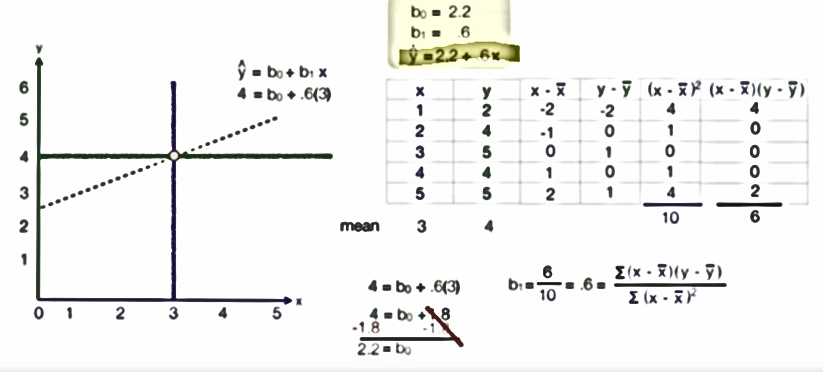 b₀ = 2.2
b₁ = .6
ŷ = 2.2 + .6x
y
ŷ = b₀ + b₁ x
4 = b₀ + .6(3)
6
5
4
3
2
1
0 1 2 3 4 5 x
x y x - x̅ y - y̅ (x - x̅)² (x - x̅)(y - y̅)
1 2 -2 -2 4 4
2 4 -1 0 1 0
3 5 0 1 0 0
4 4 1 0 1 0
5 5 2 1 4 2
10 6
mean 3 4
4 = b₀ + .6(3)
4 = b₀ + 1.8
-1.8 -1.8
2.2 = b₀
b₁ = 6/10 = .6 = Σ(x - x̅)(y - y̅) / Σ(x - x̅)²